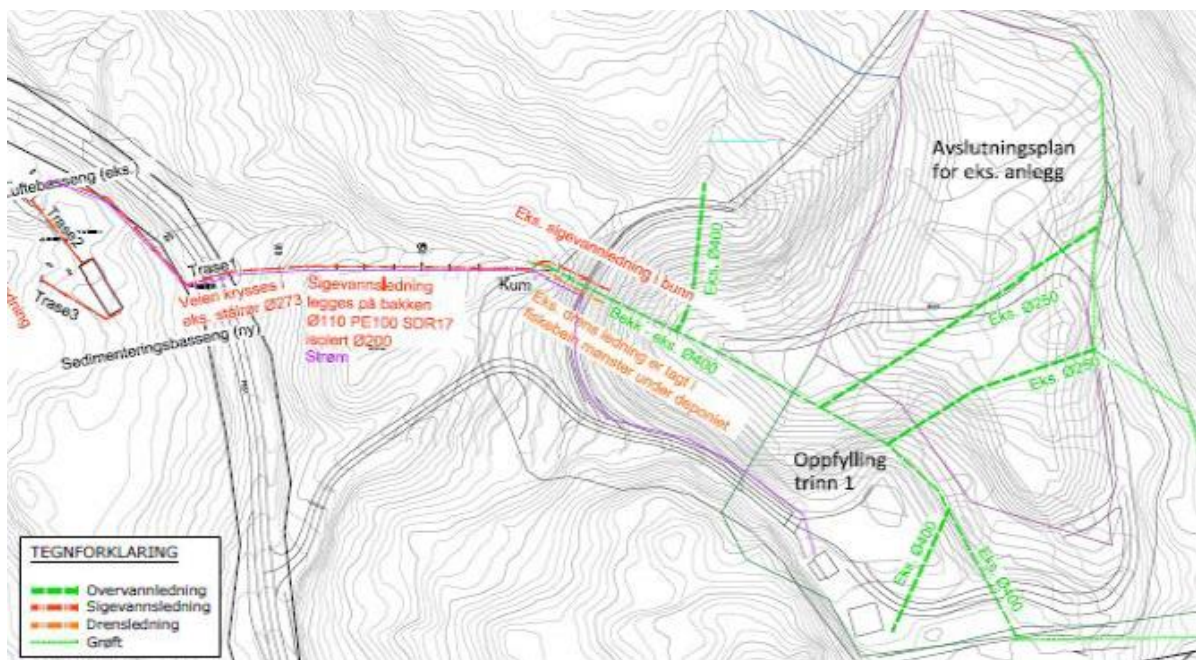 Avslutningsplan
for eks. anlegg
Luftebasseng (eks.
Trase2
Trase3
Trase1
Velen krysses i
eks. stålrør Ø273
Sedimenteringsbasseng (ny)
Sigevannsledning
legges på bakken
Ø110 PE100 SDR17
isolert Ø200
Strøm
Kum
Eks. sigevannledning i bunn
Eks. Ø400
Bekk - eks. Ø400
Eks. drens ledning er lagt i
fiskebein mønster under deponiet
Eks. Ø250
Eks. Ø250
Oppfylling
trinn 1
Eks. Ø400
Eks. Ø400
TEGNFORKLARING
Overvannledning
Sigevannsledning
Drensledning
Grøft